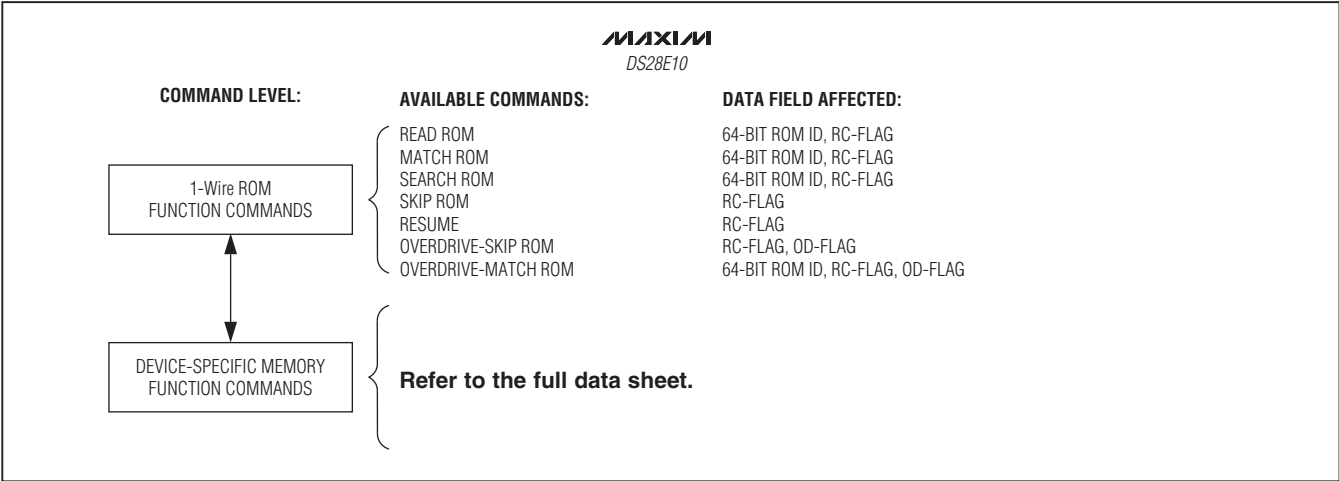 MAXIM
DS28E10
COMMAND LEVEL: AVAILABLE COMMANDS: DATA FIELD AFFECTED:
1-Wire ROM
FUNCTION COMMANDS
READ ROM 64-BIT ROM ID, RC-FLAG
MATCH ROM 64-BIT ROM ID, RC-FLAG
SEARCH ROM 64-BIT ROM ID, RC-FLAG
SKIP ROM RC-FLAG
RESUME RC-FLAG
OVERDRIVE-SKIP ROM RC-FLAG, OD-FLAG
OVERDRIVE-MATCH ROM 64-BIT ROM ID, RC-FLAG, OD-FLAG
DEVICE-SPECIFIC MEMORY
FUNCTION COMMANDS
Refer to the full data sheet.